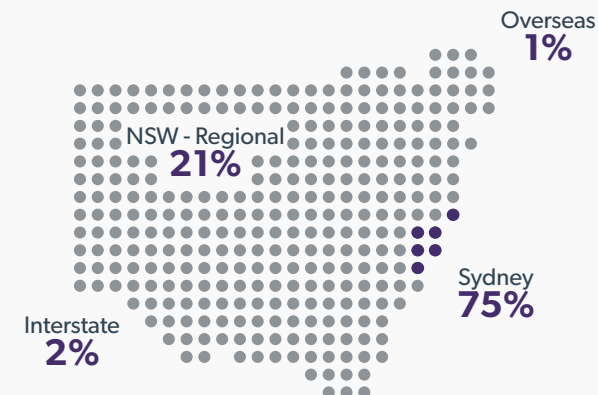 Overseas
1%
NSW - Regional
21%
Sydney
75%
Interstate
2%